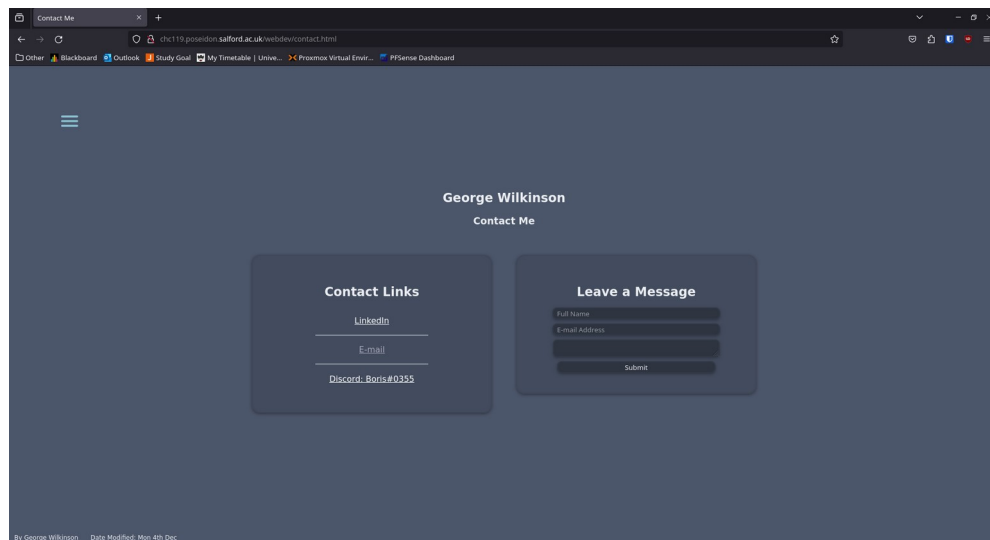 Contact Me
chc119.poseidon.salford.ac.uk/webdev/contact.html
Other Blackboard Outlook Study Goal My Timetable | Unive... Proxmox Virtual Envir... PFSense Dashboard
George Wilkinson
Contact Me
Contact Links
LinkedIn
E-mail
Discord: Boris#0355
Leave a Message
Full Name
E-mail Address
Submit
By George Wilkinson Date Modified: Mon 4th Dec